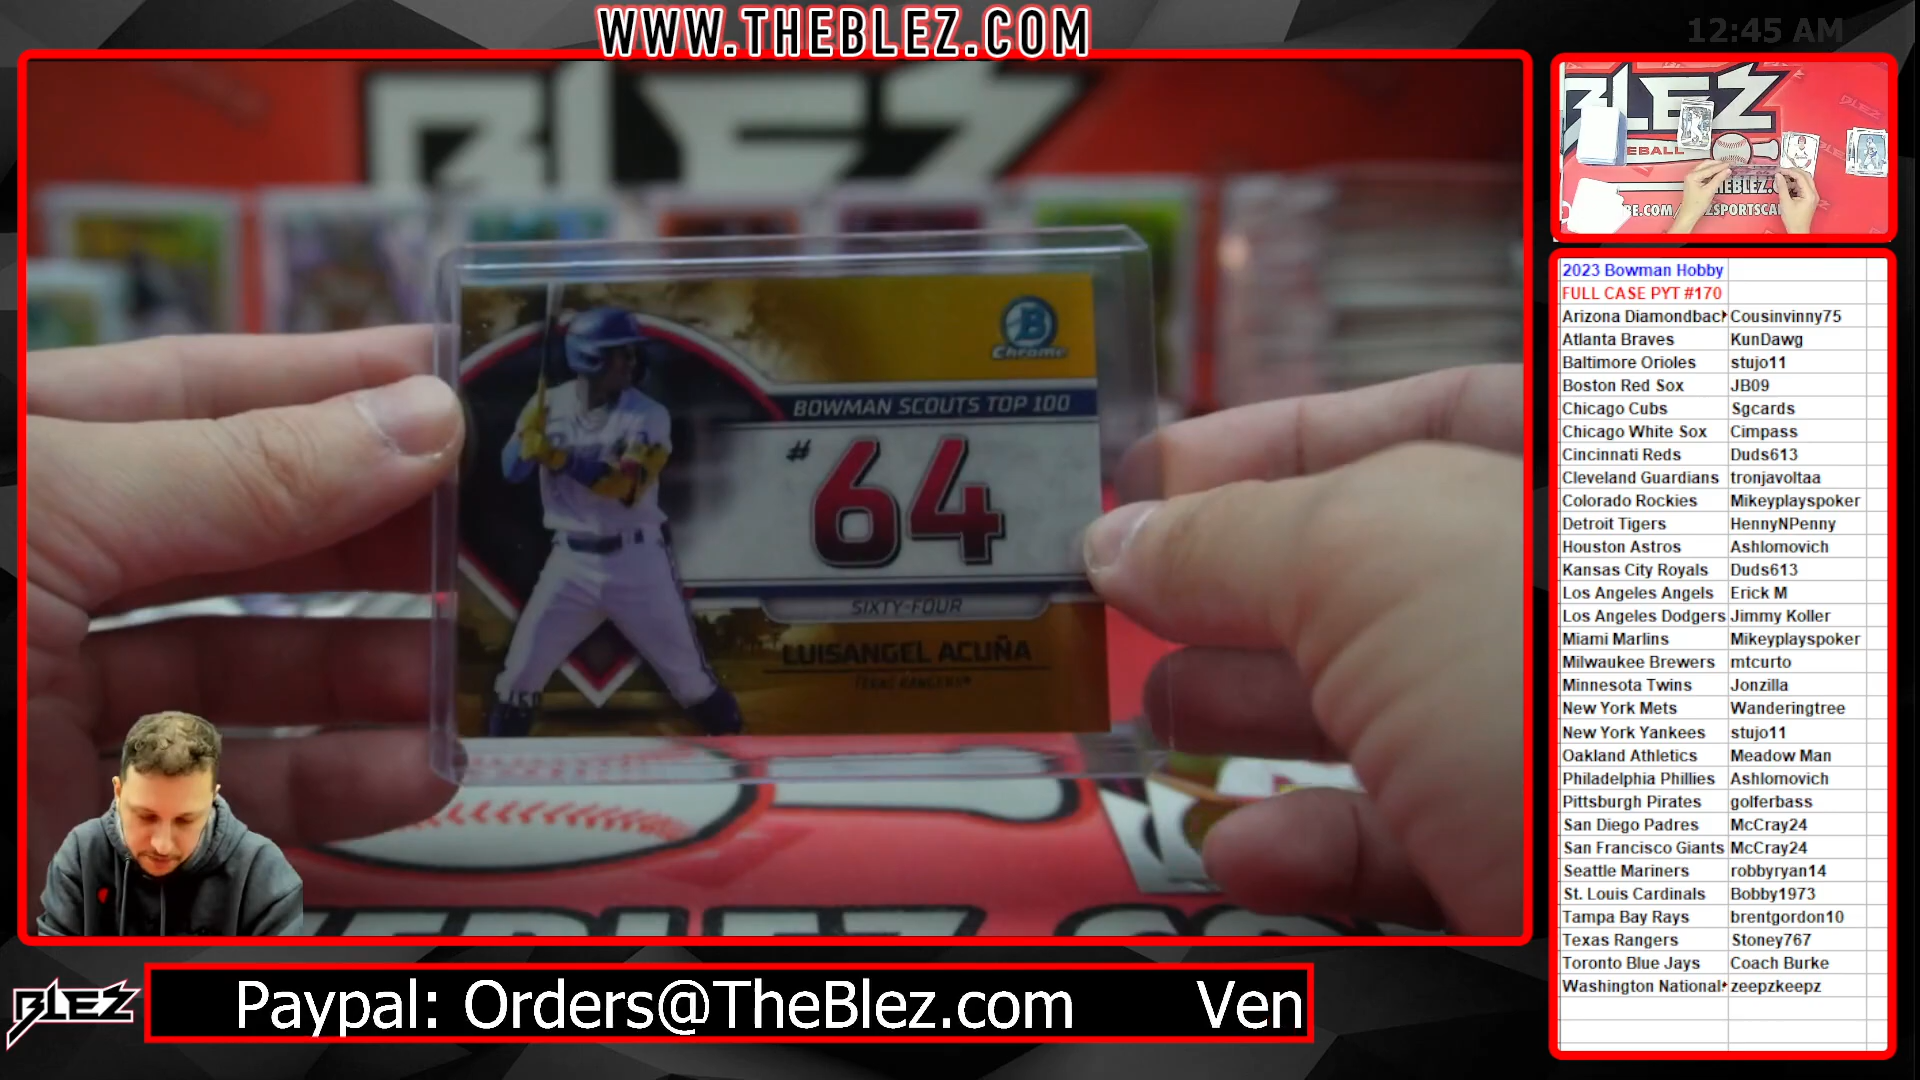 WWW.THEBLEZ.COM
12:45 AM
BLEZ
B
Chrome
BOWMAN SCOUTS TOP 100
#64
SIXTY-FOUR
LUISANGEL ACUÑA
TEXAS RANGERS
/50
BLEZ
EBALL
2023 Bowman Hobby
FULL CASE PYT #170
Arizona Diamondbac Cousinvinny75
Atlanta Braves KunDawg
Baltimore Orioles stujo11
Boston Red Sox JB09
Chicago Cubs Sgcards
Chicago White Sox Cimpass
Cincinnati Reds Duds613
Cleveland Guardians tronjavoltaa
Colorado Rockies Mikeyplayspoker
Detroit Tigers HennyNPenny
Houston Astros Ashlomovich
Kansas City Royals Duds613
Los Angeles Angels Erick M
Los Angeles Dodgers Jimmy Koller
Miami Marlins Mikeyplayspoker
Milwaukee Brewers mtcurto
Minnesota Twins Jonzilla
New York Mets Wanderingtree
New York Yankees stujo11
Oakland Athletics Meadow Man
Philadelphia Phillies Ashlomovich
Pittsburgh Pirates golferbass
San Diego Padres McCray24
San Francisco Giants McCray24
Seattle Mariners robbyryan14
St. Louis Cardinals Bobby1973
Tampa Bay Rays brentgordon10
Texas Rangers Stoney767
Toronto Blue Jays Coach Burke
Washington National zeepzkeepz
BLEZ
Paypal: Orders@TheBlez.com Ven